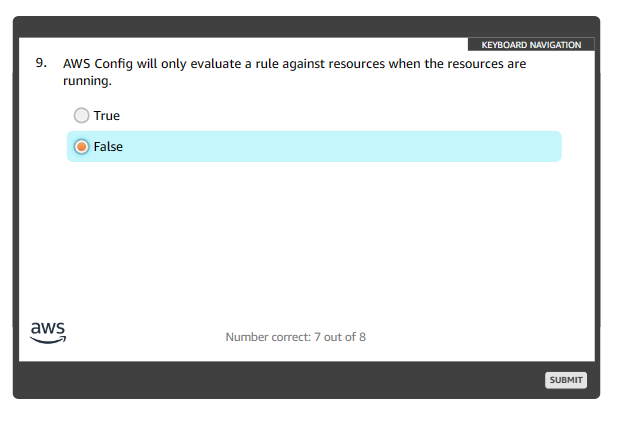 KEYBOARD NAVIGATION
9. AWS Config will only evaluate a rule against resources when the resources are
running.
True
False
aws
Number correct: 7 out of 8
SUBMIT